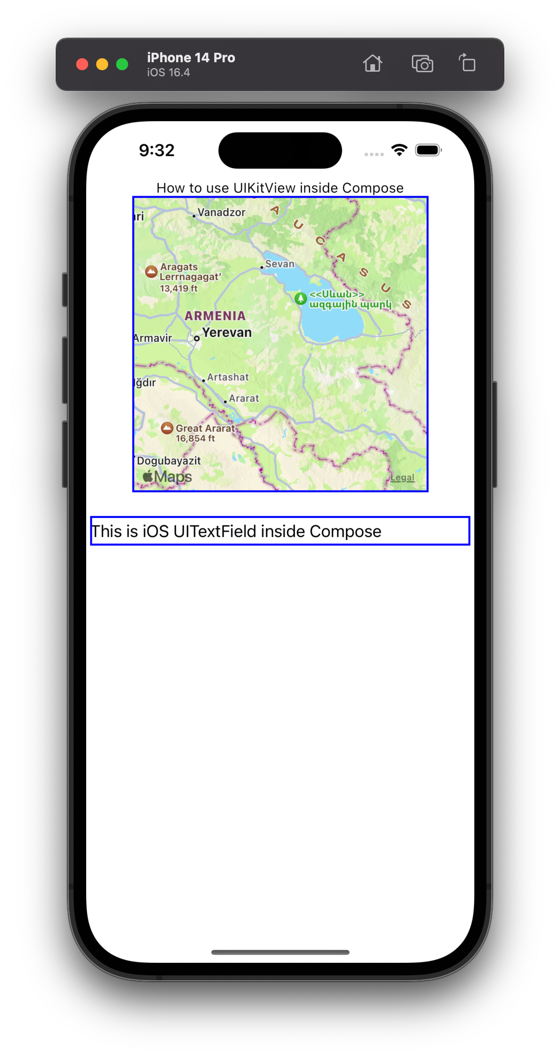 iPhone 14 Pro
iOS 16.4
9:32
How to use UIKitView inside Compose
ri
Vanadzor
A U C A S U S
Sevan
Aragats
Lerrnagagat'
13,419 ft
<<Սևան>>
ազգային պարկ
ARMENIA
Yerevan
Armavir
Iğdır
Artashat
Ararat
Great Ararat
16,854 ft
Dogubayazit
Maps
Legal
This is iOS UITextField inside Compose